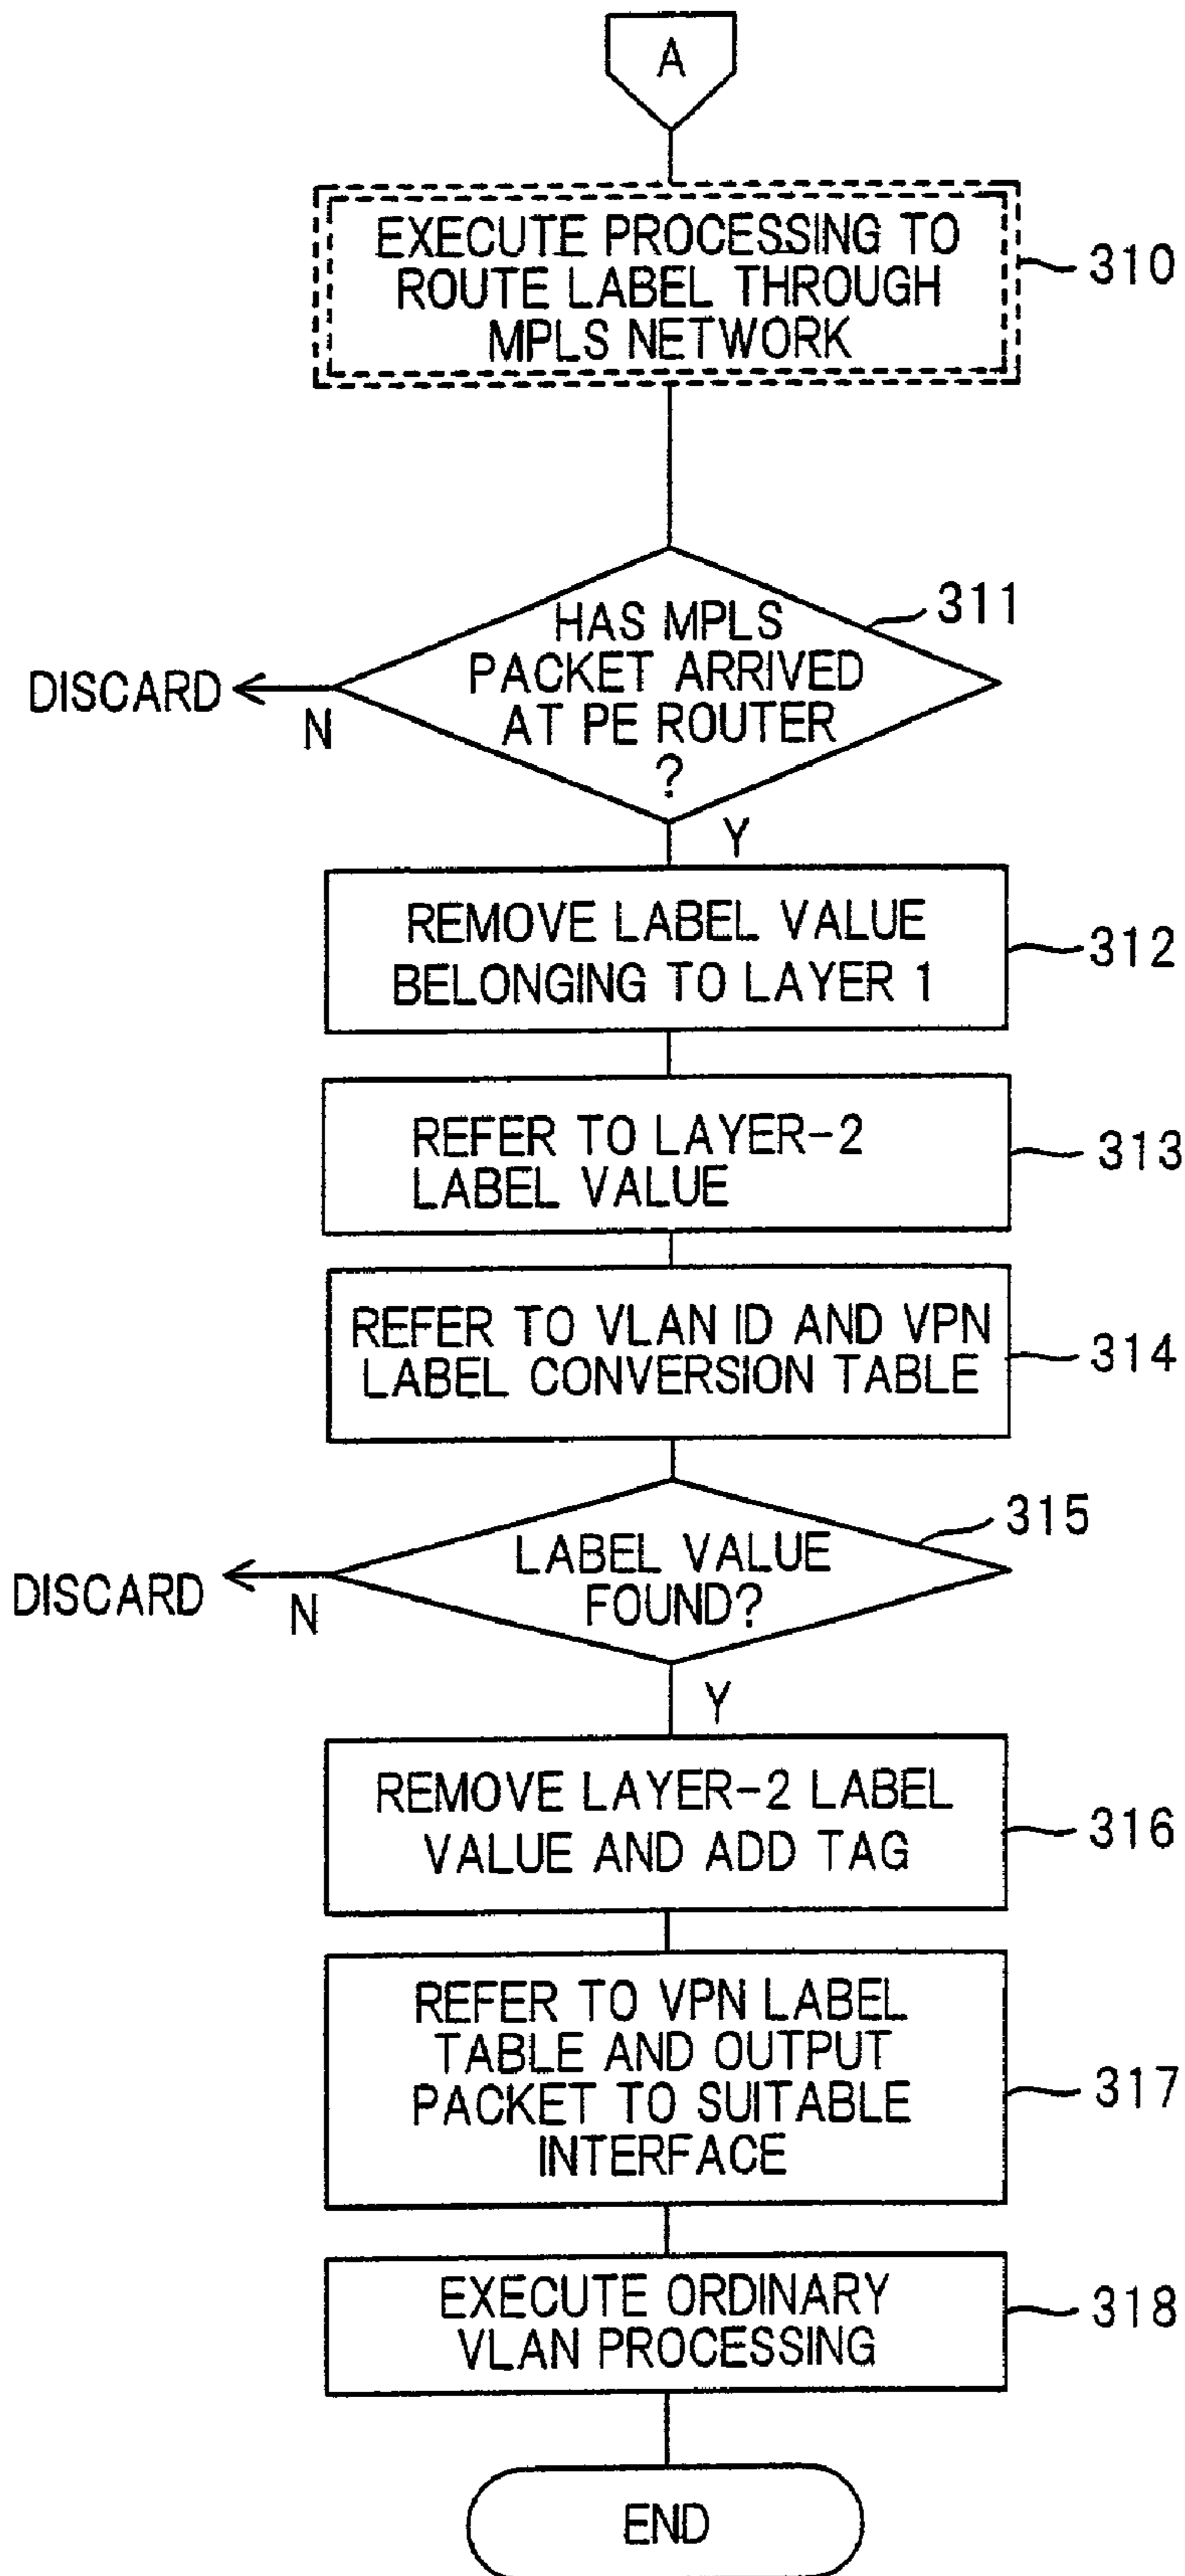 A
EXECUTE PROCESSING TO
ROUTE LABEL THROUGH
MPLS NETWORK
310
HAS MPLS
PACKET ARRIVED
AT PE ROUTER
?
311
DISCARD
N
Y
REMOVE LABEL VALUE
BELONGING TO LAYER 1
312
REFER TO LAYER-2
LABEL VALUE
313
REFER TO VLAN ID AND VPN
LABEL CONVERSION TABLE
314
LABEL VALUE
FOUND?
315
DISCARD
N
Y
REMOVE LAYER-2 LABEL
VALUE AND ADD TAG
316
REFER TO VPN LABEL
TABLE AND OUTPUT
PACKET TO SUITABLE
INTERFACE
317
EXECUTE ORDINARY
VLAN PROCESSING
318
END